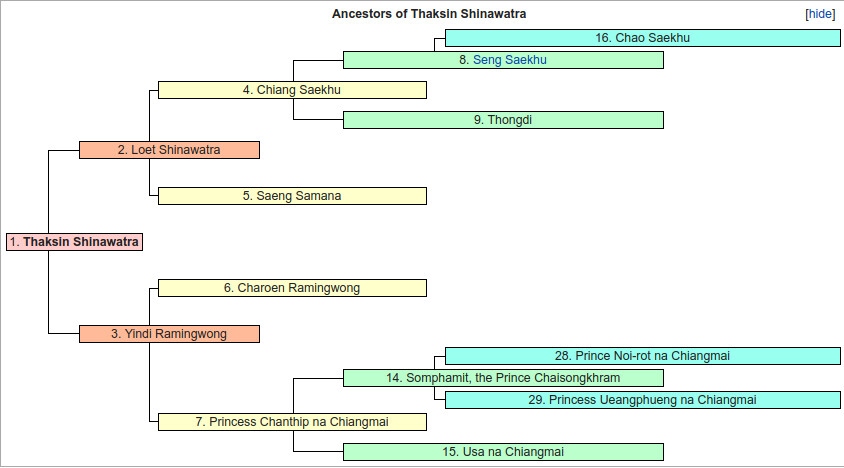 Ancestors of Thaksin Shinawatra
[hide]
16. Chao Saekhu
8. Seng Saekhu
4. Chiang Saekhu
9. Thongdi
2. Loet Shinawatra
5. Saeng Samana
1. Thaksin Shinawatra
6. Charoen Ramingwong
3. Yindi Ramingwong
28. Prince Noi-rot na Chiangmai
14. Somphamit, the Prince Chaisongkhram
29. Princess Ueangphueng na Chiangmai
7. Princess Chanthip na Chiangmai
15. Usa na Chiangmai